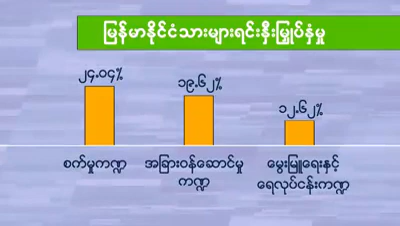 မြန်မာနိုင်ငံသားများရင်းနှီးမြှုပ်နှံမှု
၂၄.၀၄%
၁၉.၆၂%
၁၂.၆၂%
စက်မှုကဏ္ဍ
အခြားဝန်ဆောင်မှု
ကဏ္ဍ
မွေးမြူရေးနှင့်
ရေလုပ်ငန်းကဏ္ဍ